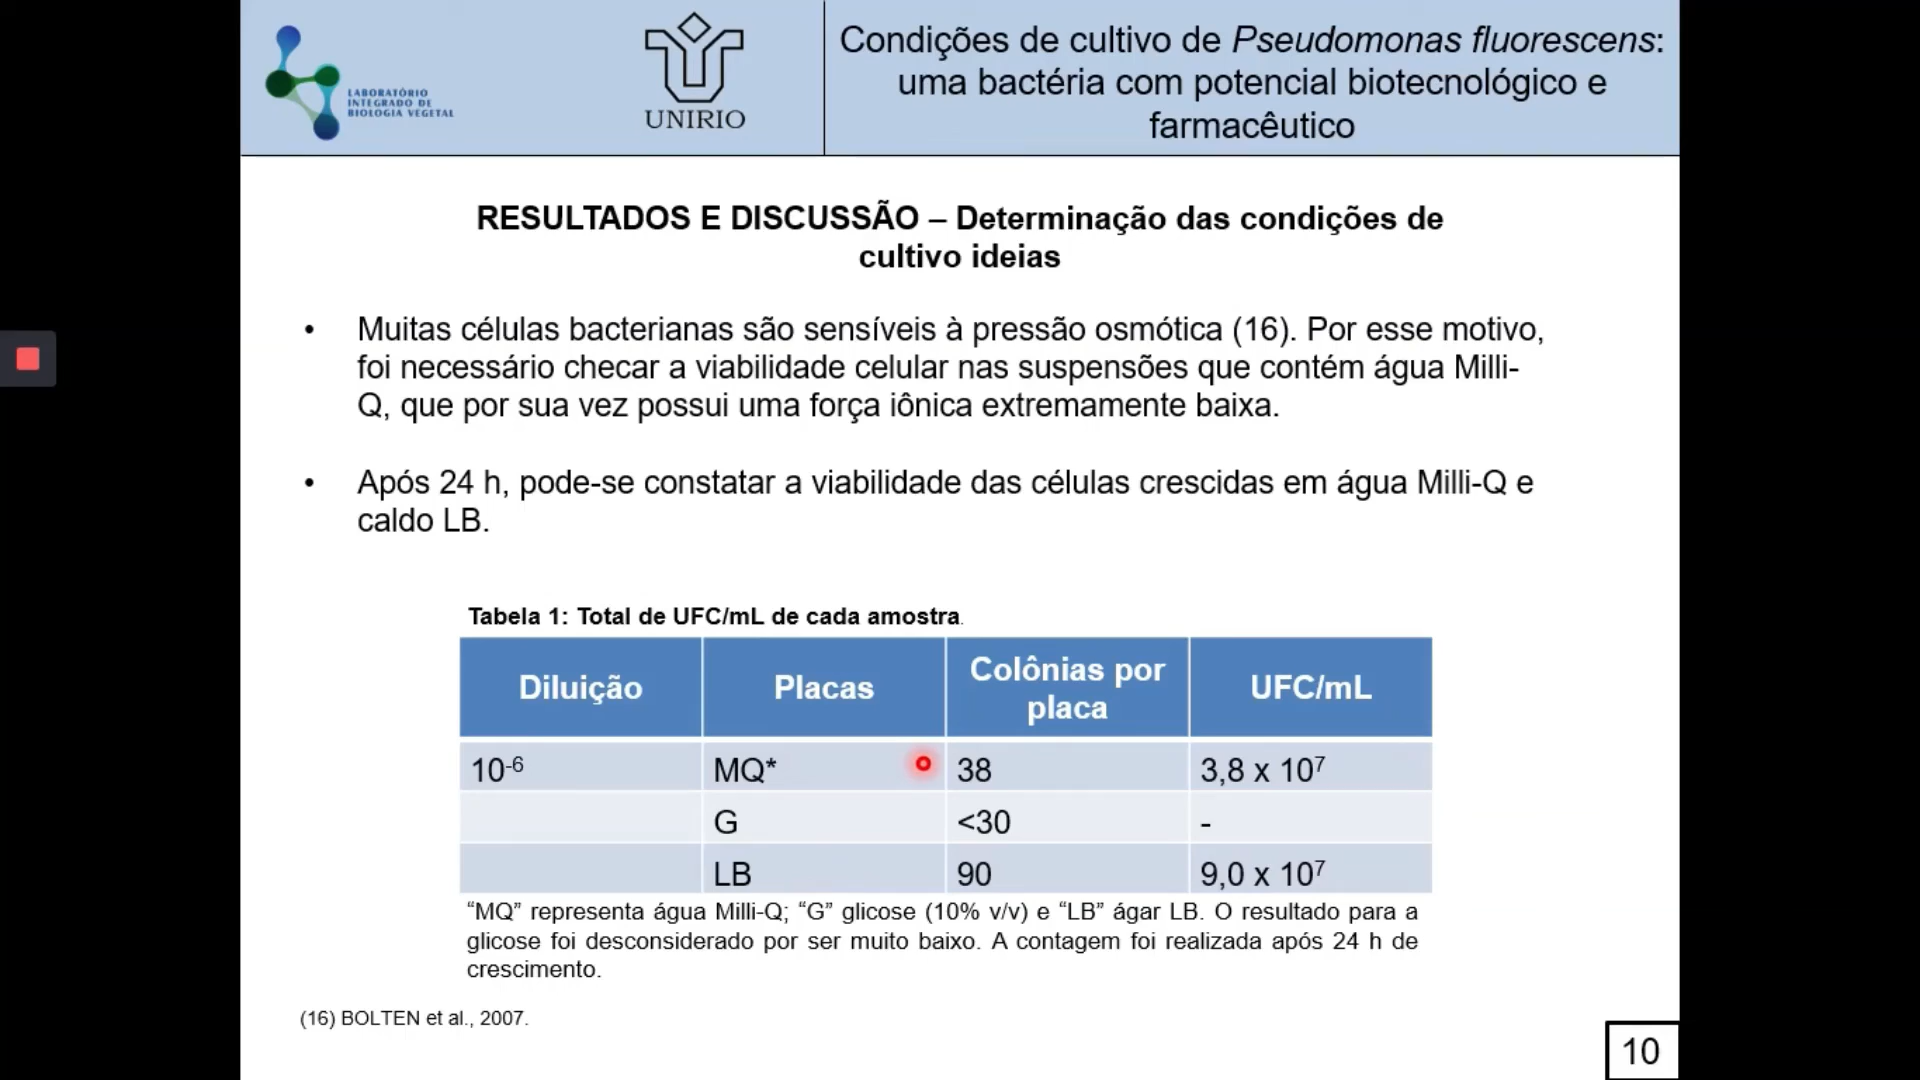 LABORATÓRIO
INTEGRADO DE
BIOLOGIA VEGETAL
UNIRIO
Condições de cultivo de Pseudomonas fluorescens:
uma bactéria com potencial biotecnológico e
farmacêutico
RESULTADOS E DISCUSSÃO – Determinação das condições de
cultivo ideias
• Muitas células bacterianas são sensíveis à pressão osmótica (16). Por esse motivo,
foi necessário checar a viabilidade celular nas suspensões que contém água Milli-
Q, que por sua vez possui uma força iônica extremamente baixa.
• Após 24 h, pode-se constatar a viabilidade das células crescidas em água Milli-Q e
caldo LB.
Tabela 1: Total de UFC/mL de cada amostra.
Diluição Placas Colônias por placa UFC/mL
10⁻⁶ MQ* 38 3,8 x 10⁷
G <30 -
LB 90 9,0 x 10⁷
“MQ” representa água Milli-Q; “G” glicose (10% v/v) e “LB” ágar LB. O resultado para a
glicose foi desconsiderado por ser muito baixo. A contagem foi realizada após 24 h de
crescimento.
(16) BOLTEN et al., 2007.
10